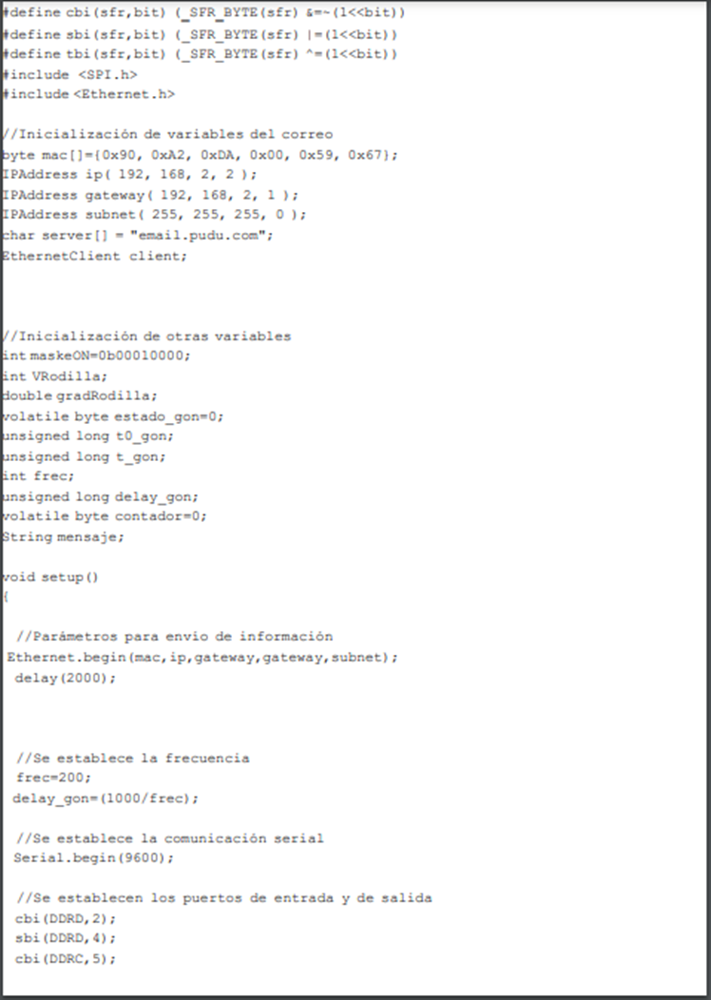 #define cbi(sfr,bit) (_SFR_BYTE(sfr) &=~(1<<bit))
#define sbi(sfr,bit) (_SFR_BYTE(sfr) |=(1<<bit))
#define tbi(sfr,bit) (_SFR_BYTE(sfr) ^=(1<<bit))
#include <SPI.h>
#include <Ethernet.h>
//Inicialización de variables del correo
byte mac[]={0x90, 0xA2, 0xDA, 0x00, 0x59, 0x67};
IPAddress ip( 192, 168, 2, 2 );
IPAddress gateway( 192, 168, 2, 1 );
IPAddress subnet( 255, 255, 255, 0 );
char server[] = "email.pudu.com";
EthernetClient client;
//Inicialización de otras variables
int maskeON=0b00010000;
int VRodilla;
double gradRodilla;
volatile byte estado_gon=0;
unsigned long t0_gon;
unsigned long t_gon;
int frec;
unsigned long delay_gon;
volatile byte contador=0;
String mensaje;
void setup()
{
//Parámetros para envio de información
Ethernet.begin(mac,ip,gateway,gateway,subnet);
delay(2000);
//Se establece la frecuencia
frec=200;
delay_gon=(1000/frec);
//Se establece la comunicación serial
Serial.begin(9600);
//Se establecen los puertos de entrada y de salida
cbi(DDRD,2);
sbi(DDRD,4);
cbi(DDRC,5);